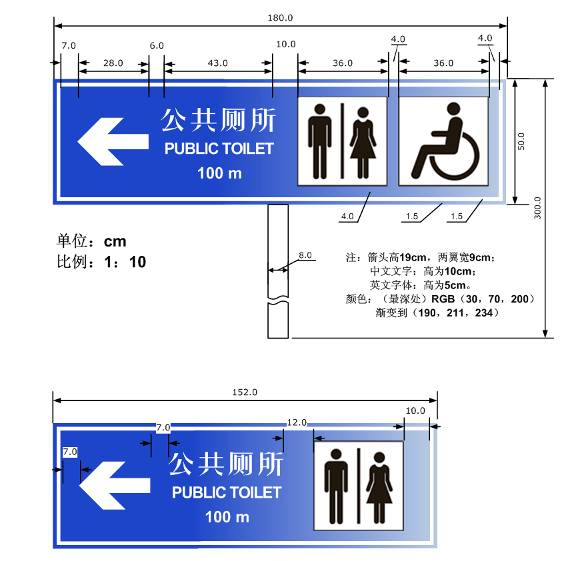 180.0
7.0 28.0 6.0 43.0 10.0 36.0 4.0 36.0 4.0
公共厕所
PUBLIC TOILET
100 m
50.0
300.0
4.0 1.5 1.5
8.0
单位：cm
比例：1：10
注：箭头高19cm，两翼宽9cm；
中文文字：高为10cm；
英文字体：高为5cm。
颜色：（最深处）RGB（30，70，200）
渐变到（190，211，234）
152.0
7.0 7.0 12.0 10.0
公共厕所
PUBLIC TOILET
100 m